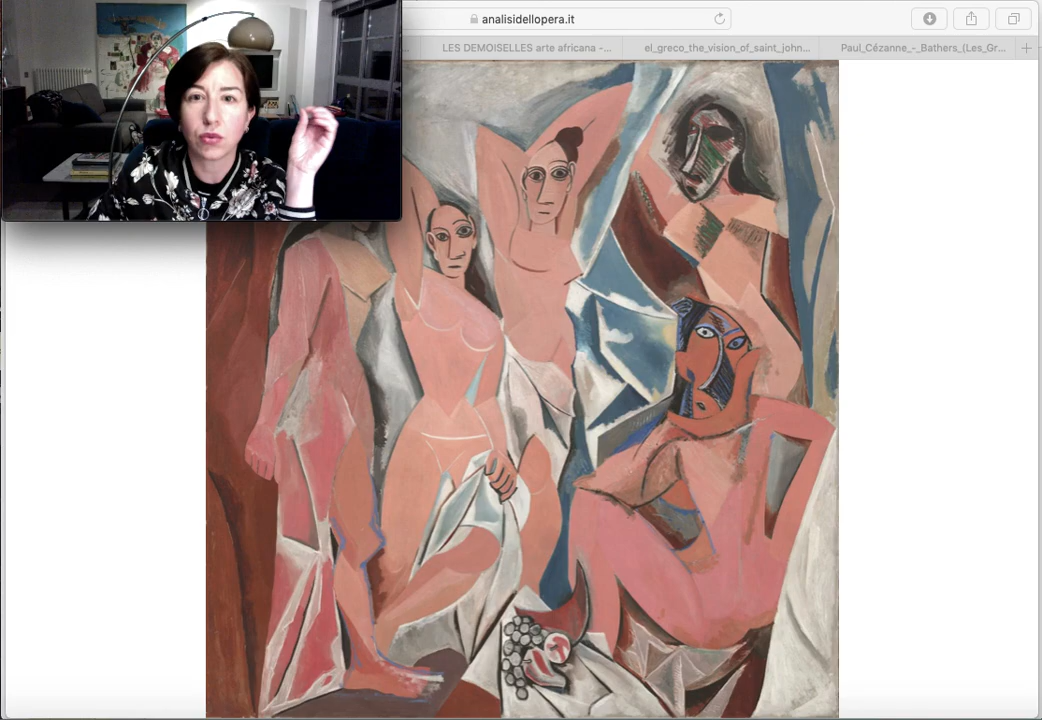 analisidellopera.it
LES DEMOISELLES arte africana -...
el_greco_the_vision_of_saint_john...
Paul_Cézanne_-_Bathers_(Les_Gr...